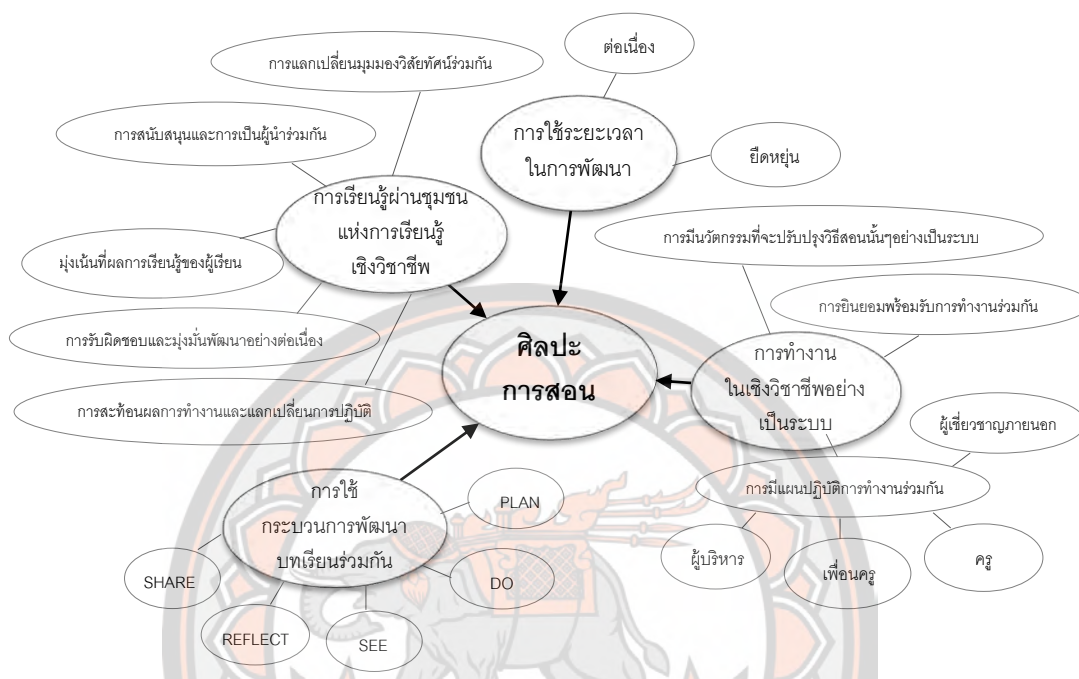 ต่อเนื่อง
การแลกเปลี่ยนมุมมองวิสัยทัศน์ร่วมกัน
การสนับสนุนและการเป็นผู้นำร่วมกัน
การใช้ระยะเวลา
ในการพัฒนา
ยืดหยุ่น
การเรียนรู้ผ่านชุมชน
แห่งการเรียนรู้
เชิงวิชาชีพ
การมีนวัตกรรมที่จะปรับปรุงวิธีสอนนั้นๆอย่างเป็นระบบ
มุ่งเน้นที่ผลการเรียนรู้ของผู้เรียน
การยินยอมพร้อมรับการทำงานร่วมกัน
การรับผิดชอบและมุ่งมั่นพัฒนาอย่างต่อเนื่อง
ศิลปะ
การสอน
การทำงาน
ในเชิงวิชาชีพอย่าง
เป็นระบบ
การสะท้อนผลการทำงานและแลกเปลี่ยนการปฏิบัติ
ผู้เชี่ยวชาญภายนอก
การมีแผนปฏิบัติการทำงานร่วมกัน
การใช้
กระบวนการพัฒนา
บทเรียนร่วมกัน
PLAN
ผู้บริหาร
เพื่อนครู
ครู
SHARE
DO
REFLECT
SEE